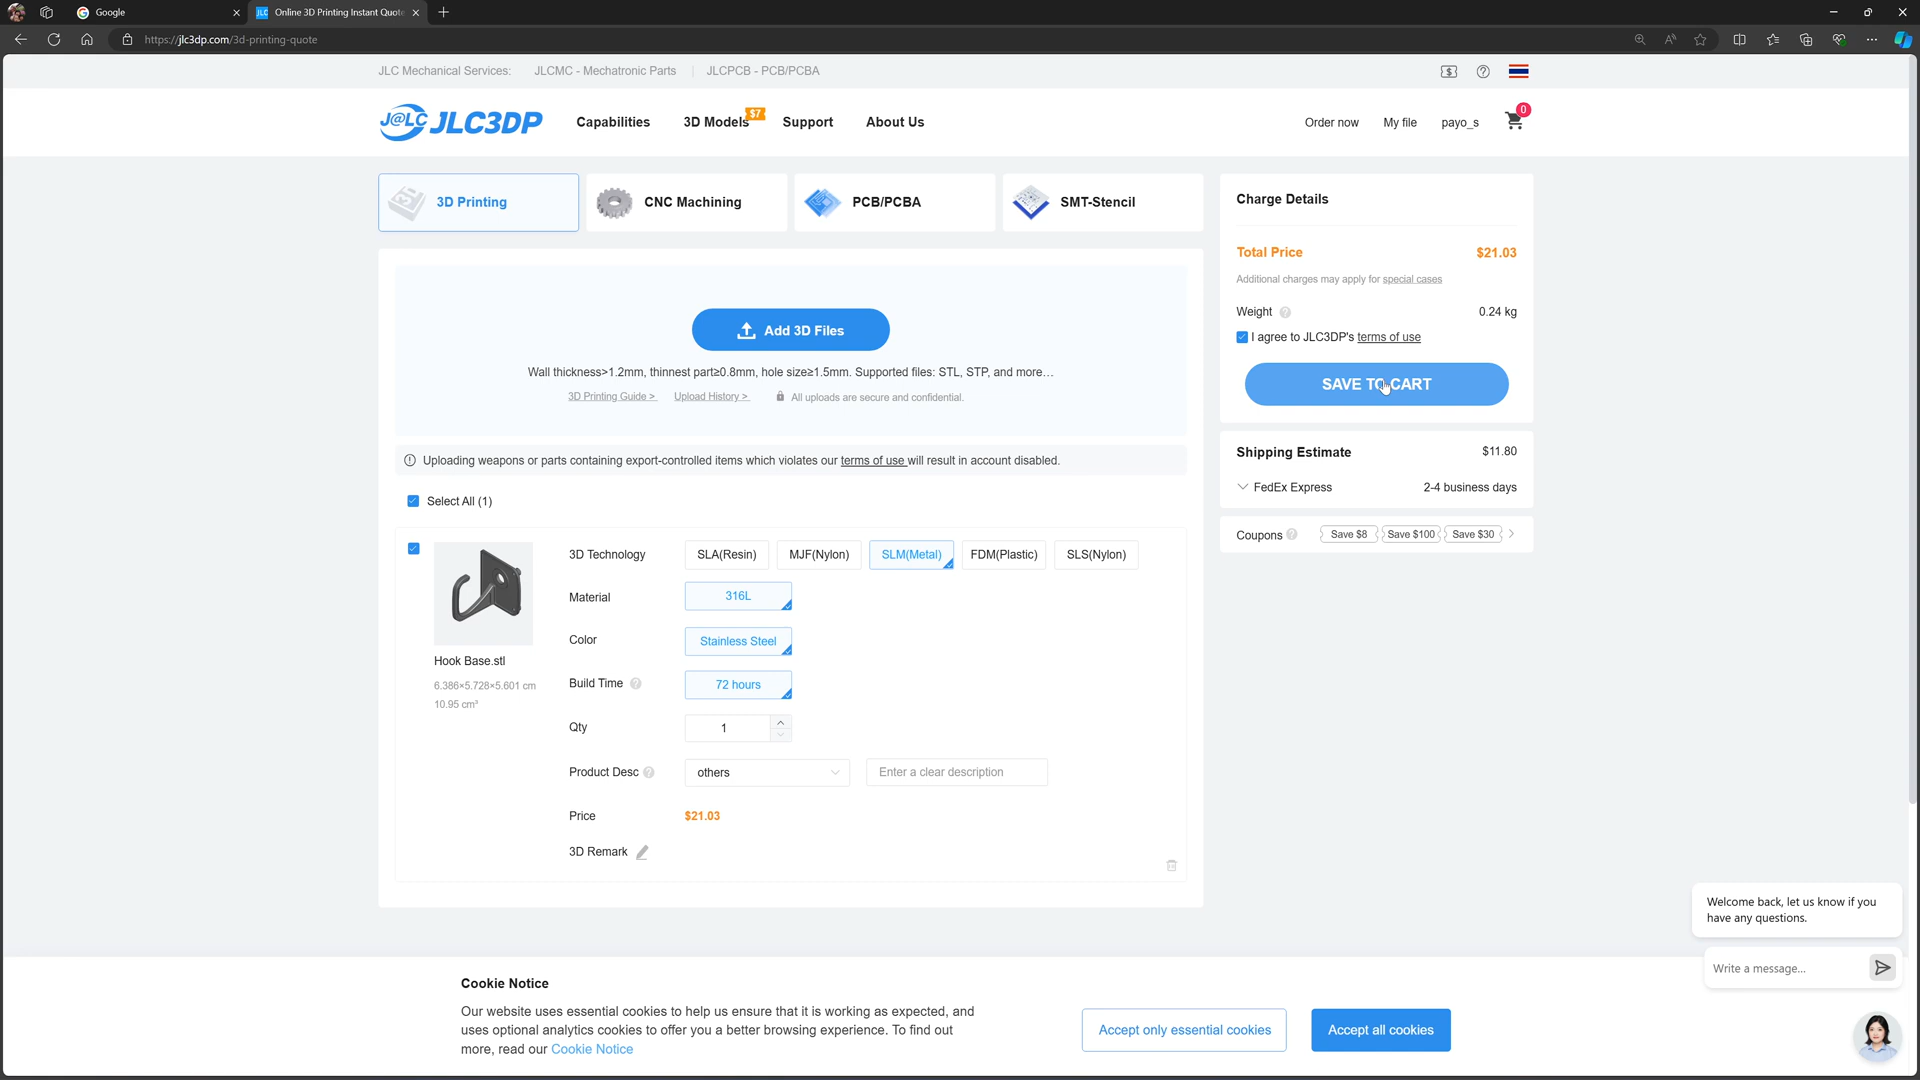 Google
JLC Online 3D Printing Instant Quote
https://jlc3dp.com/3d-printing-quote
JLC Mechanical Services: JLCMC - Mechatronic Parts JLCPCB - PCB/PCBA
J@LC JLC3DP
Capabilities 3D Models $7 Support About Us
Order now My file payo_s 0
3D Printing CNC Machining PCB/PCBA SMT-Stencil
Charge Details
Total Price $21.03
Additional charges may apply for special cases
Weight 0.24 kg
I agree to JLC3DP's terms of use
SAVE TO CART
Shipping Estimate $11.80
FedEx Express 2-4 business days
Coupons Save $8 Save $100 Save $30
Add 3D Files
Wall thickness>1.2mm, thinnest part≥0.8mm, hole size≥1.5mm. Supported files: STL, STP, and more...
3D Printing Guide > Upload History > All uploads are secure and confidential.
Uploading weapons or parts containing export-controlled items which violates our terms of use will result in account disabled.
Select All (1)
Hook Base.stl
6.386×5.728×5.601 cm
10.95 cm³
3D Technology SLA(Resin) MJF(Nylon) SLM(Metal) FDM(Plastic) SLS(Nylon)
Material 316L
Color Stainless Steel
Build Time 72 hours
Qty 1
Product Desc others Enter a clear description
Price $21.03
3D Remark
Welcome back, let us know if you
have any questions.
Write a message...
Cookie Notice
Our website uses essential cookies to help us ensure that it is working as expected, and
uses optional analytics cookies to offer you a better browsing experience. To find out
more, read our Cookie Notice
Accept only essential cookies Accept all cookies